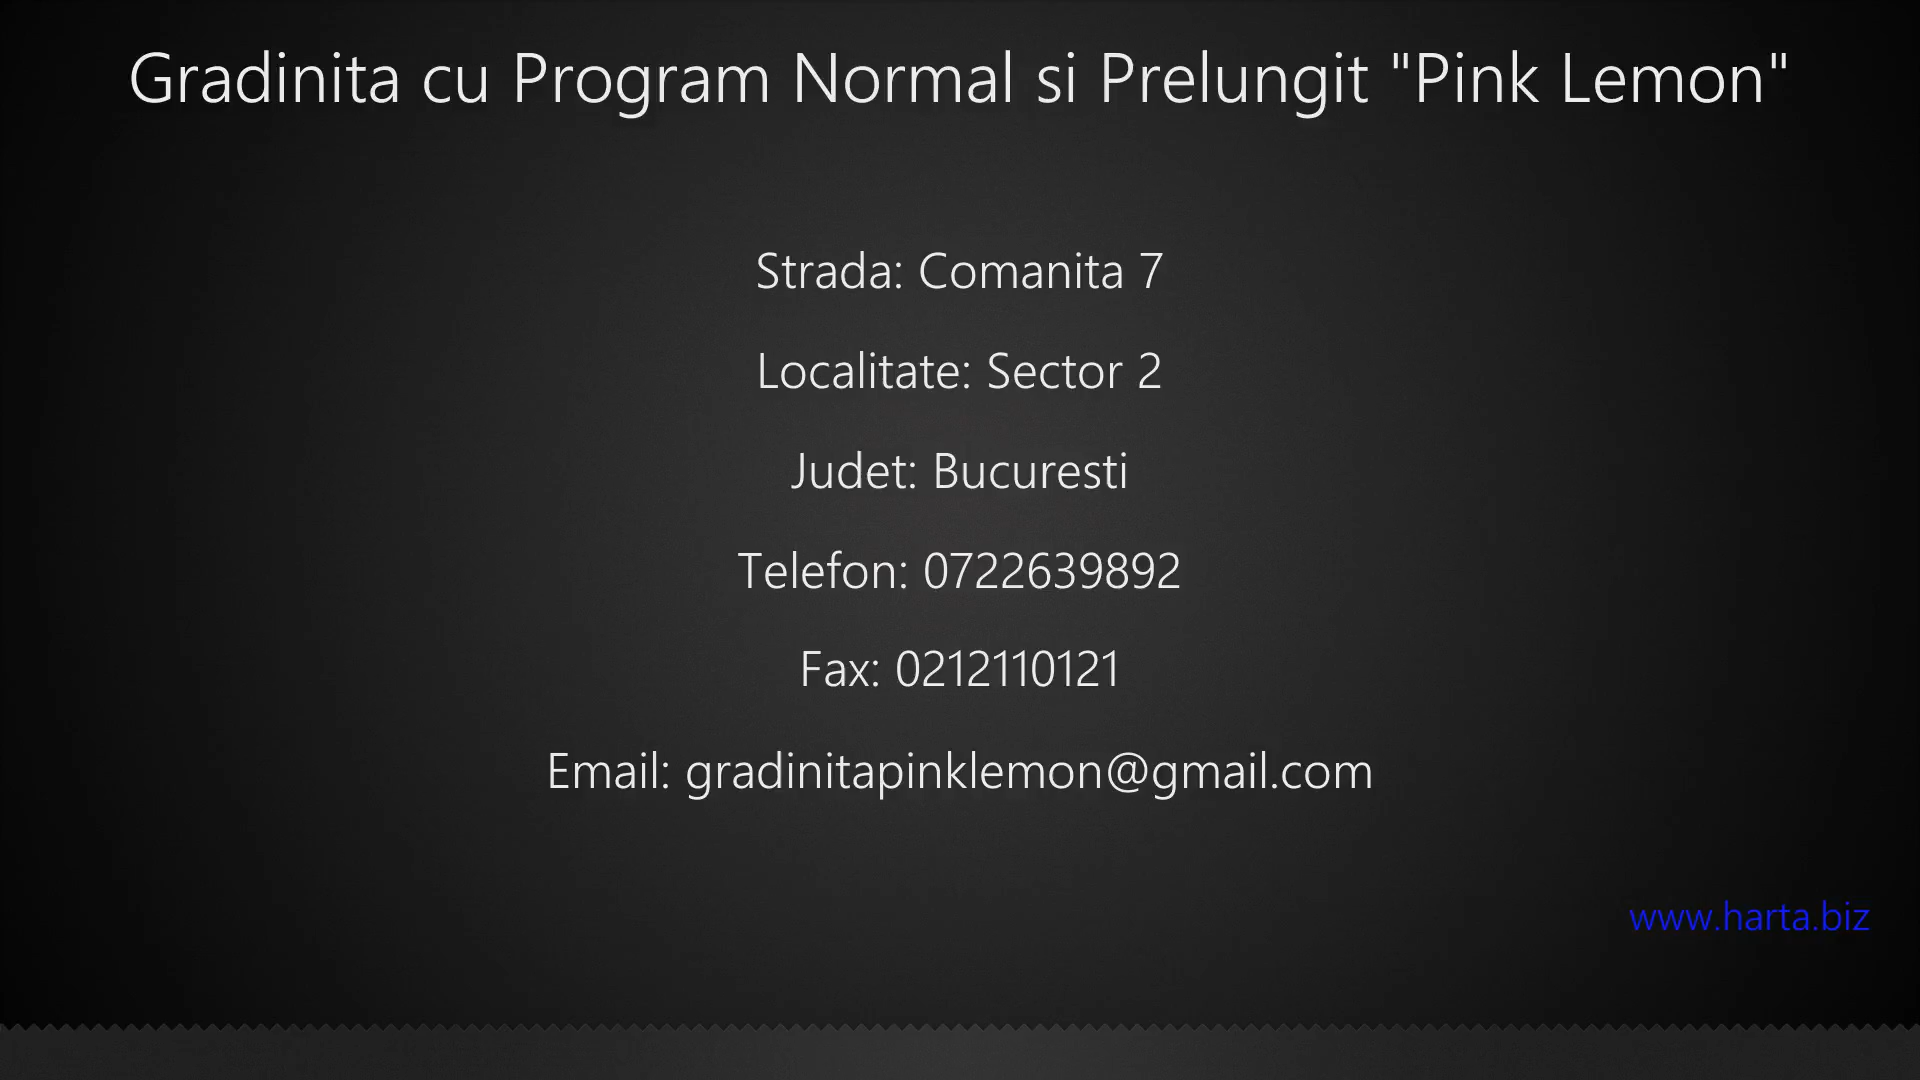 Gradinita cu Program Normal si Prelungit "Pink Lemon"
Strada: Comanita 7
Localitate: Sector 2
Judet: Bucuresti
Telefon: 0722639892
Fax: 0212110121
Email: gradinitapinklemon@gmail.com
www.harta.biz